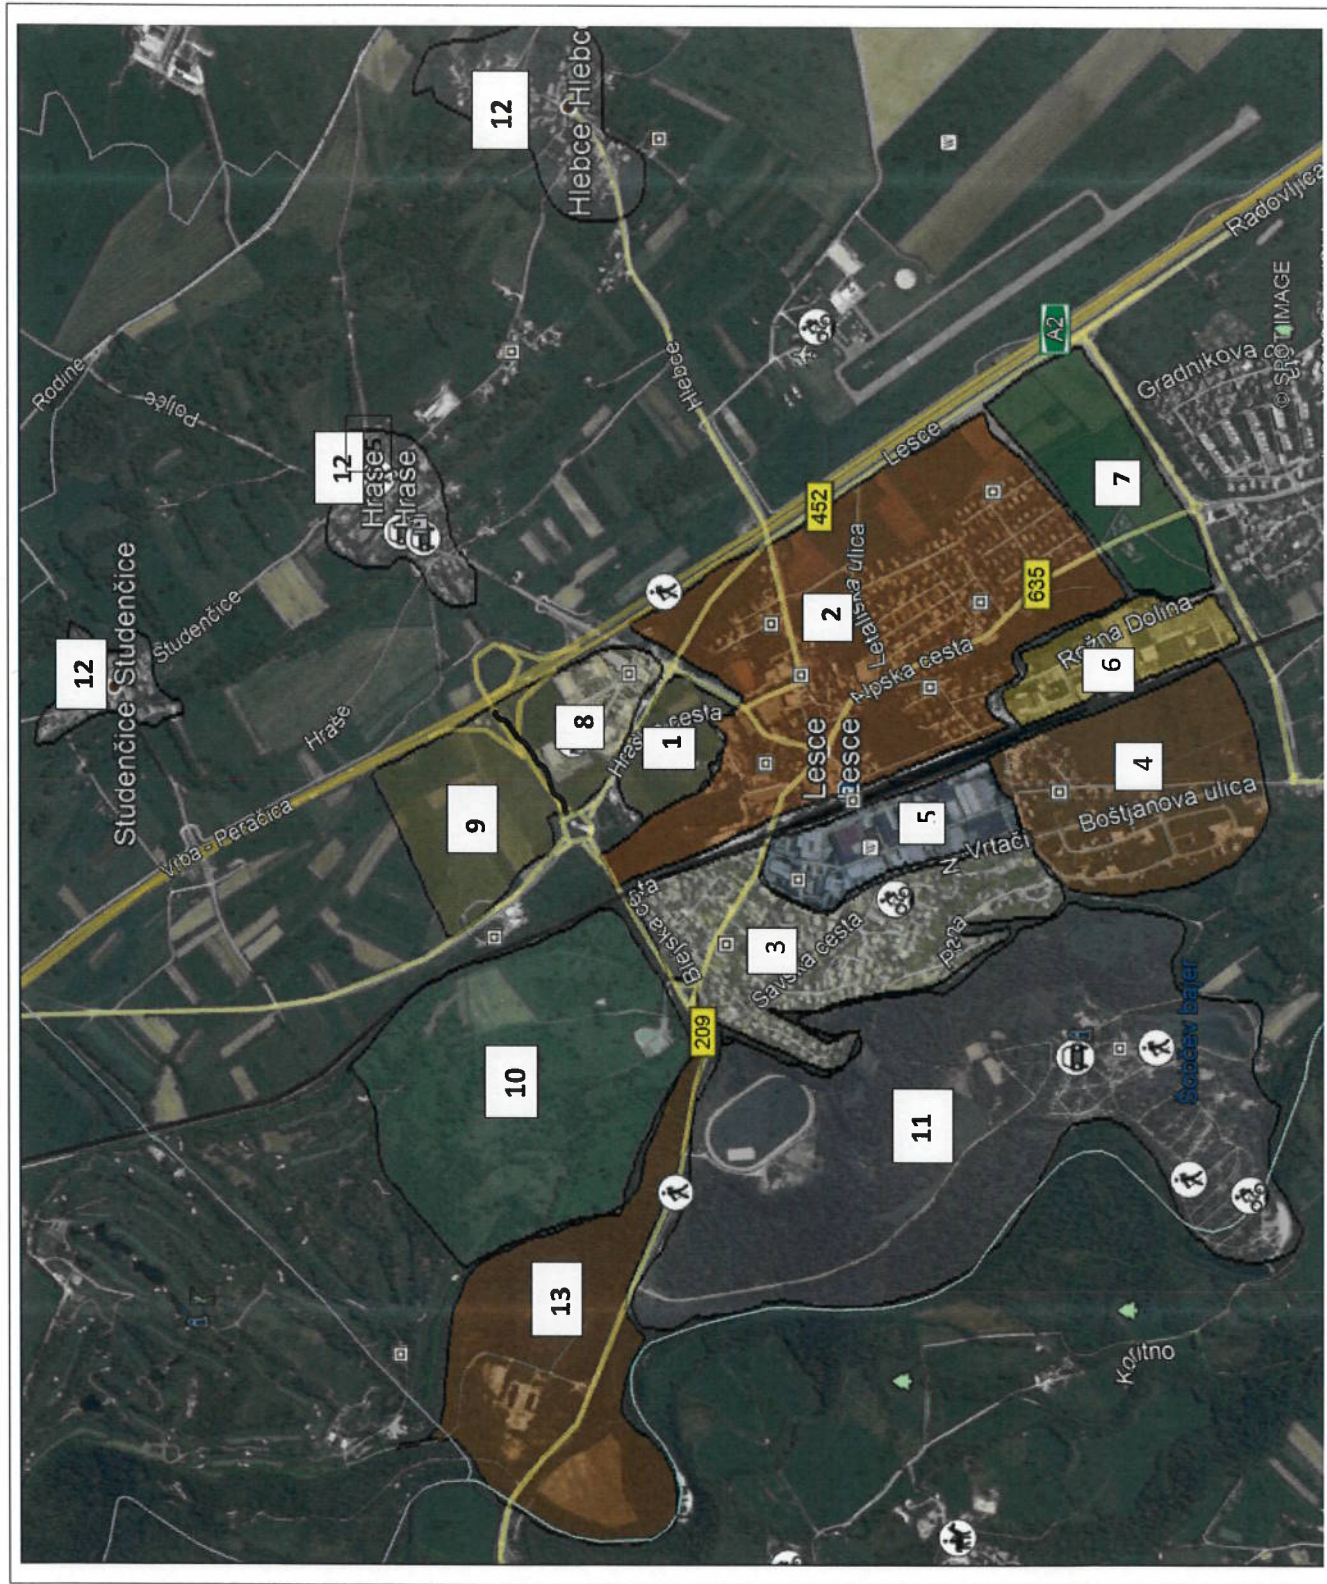 12
Hlebce Hlebce
Hlebce
Rodine
Poljče
12
Hraše
Hraše
Studenčice
Studenčice
12
Studenčice
Hraše
Vrba - Peračica
Hlebce
A2
Radovljica
Gradnikova
© SPOT IMAGE
Lesce
452
7
2
Letališka ulica
635
Alpska cesta
Rožna Dolina
6
8
1
Hraška cesta
9
Lesce
Lesce
5
4
Boštjanova ulica
Na Vrtači
Blejska cesta
3
Savska cesta
209
10
11
Šobčev bajer
13
Koritno